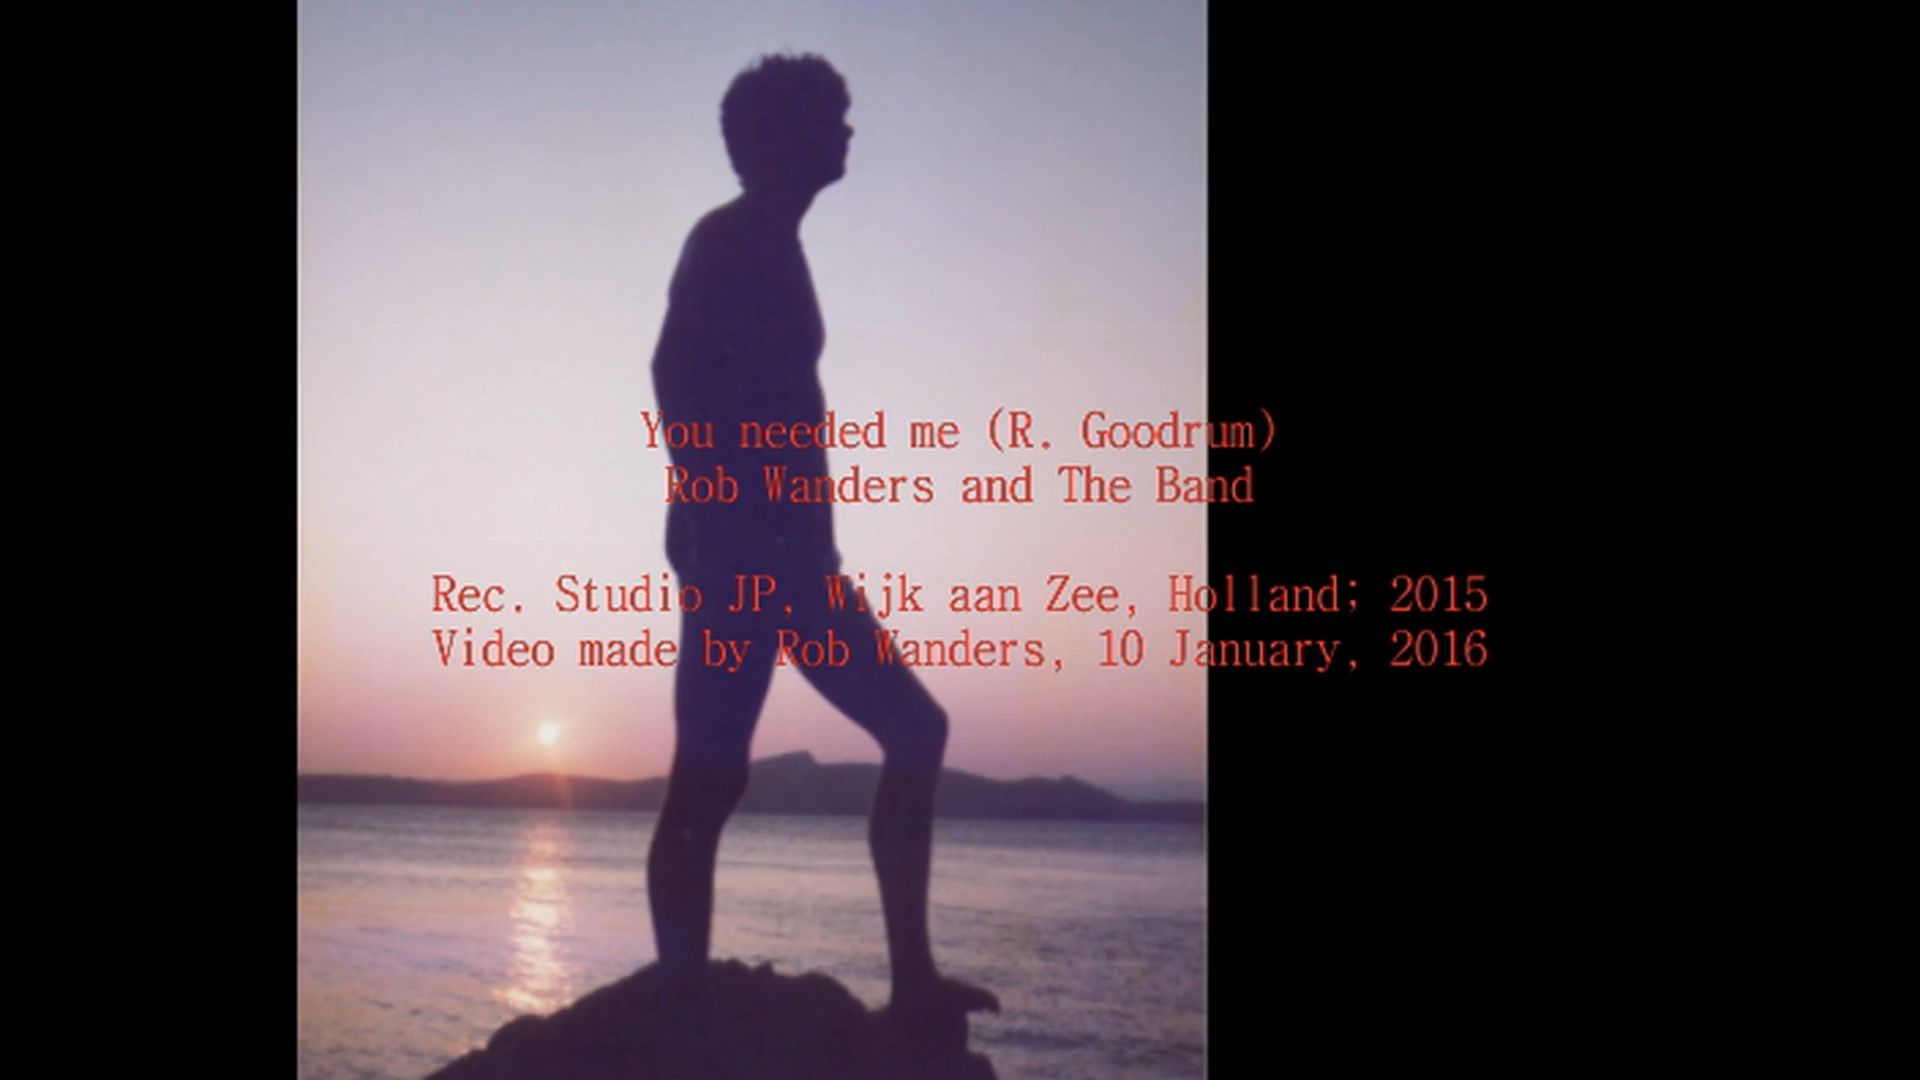 You needed me (R. Goodrum)
Rob Wanders and The Band
Rec. Studio JP, Wijk aan Zee, Holland; 2015
Video made by Rob Wanders, 10 January, 2016